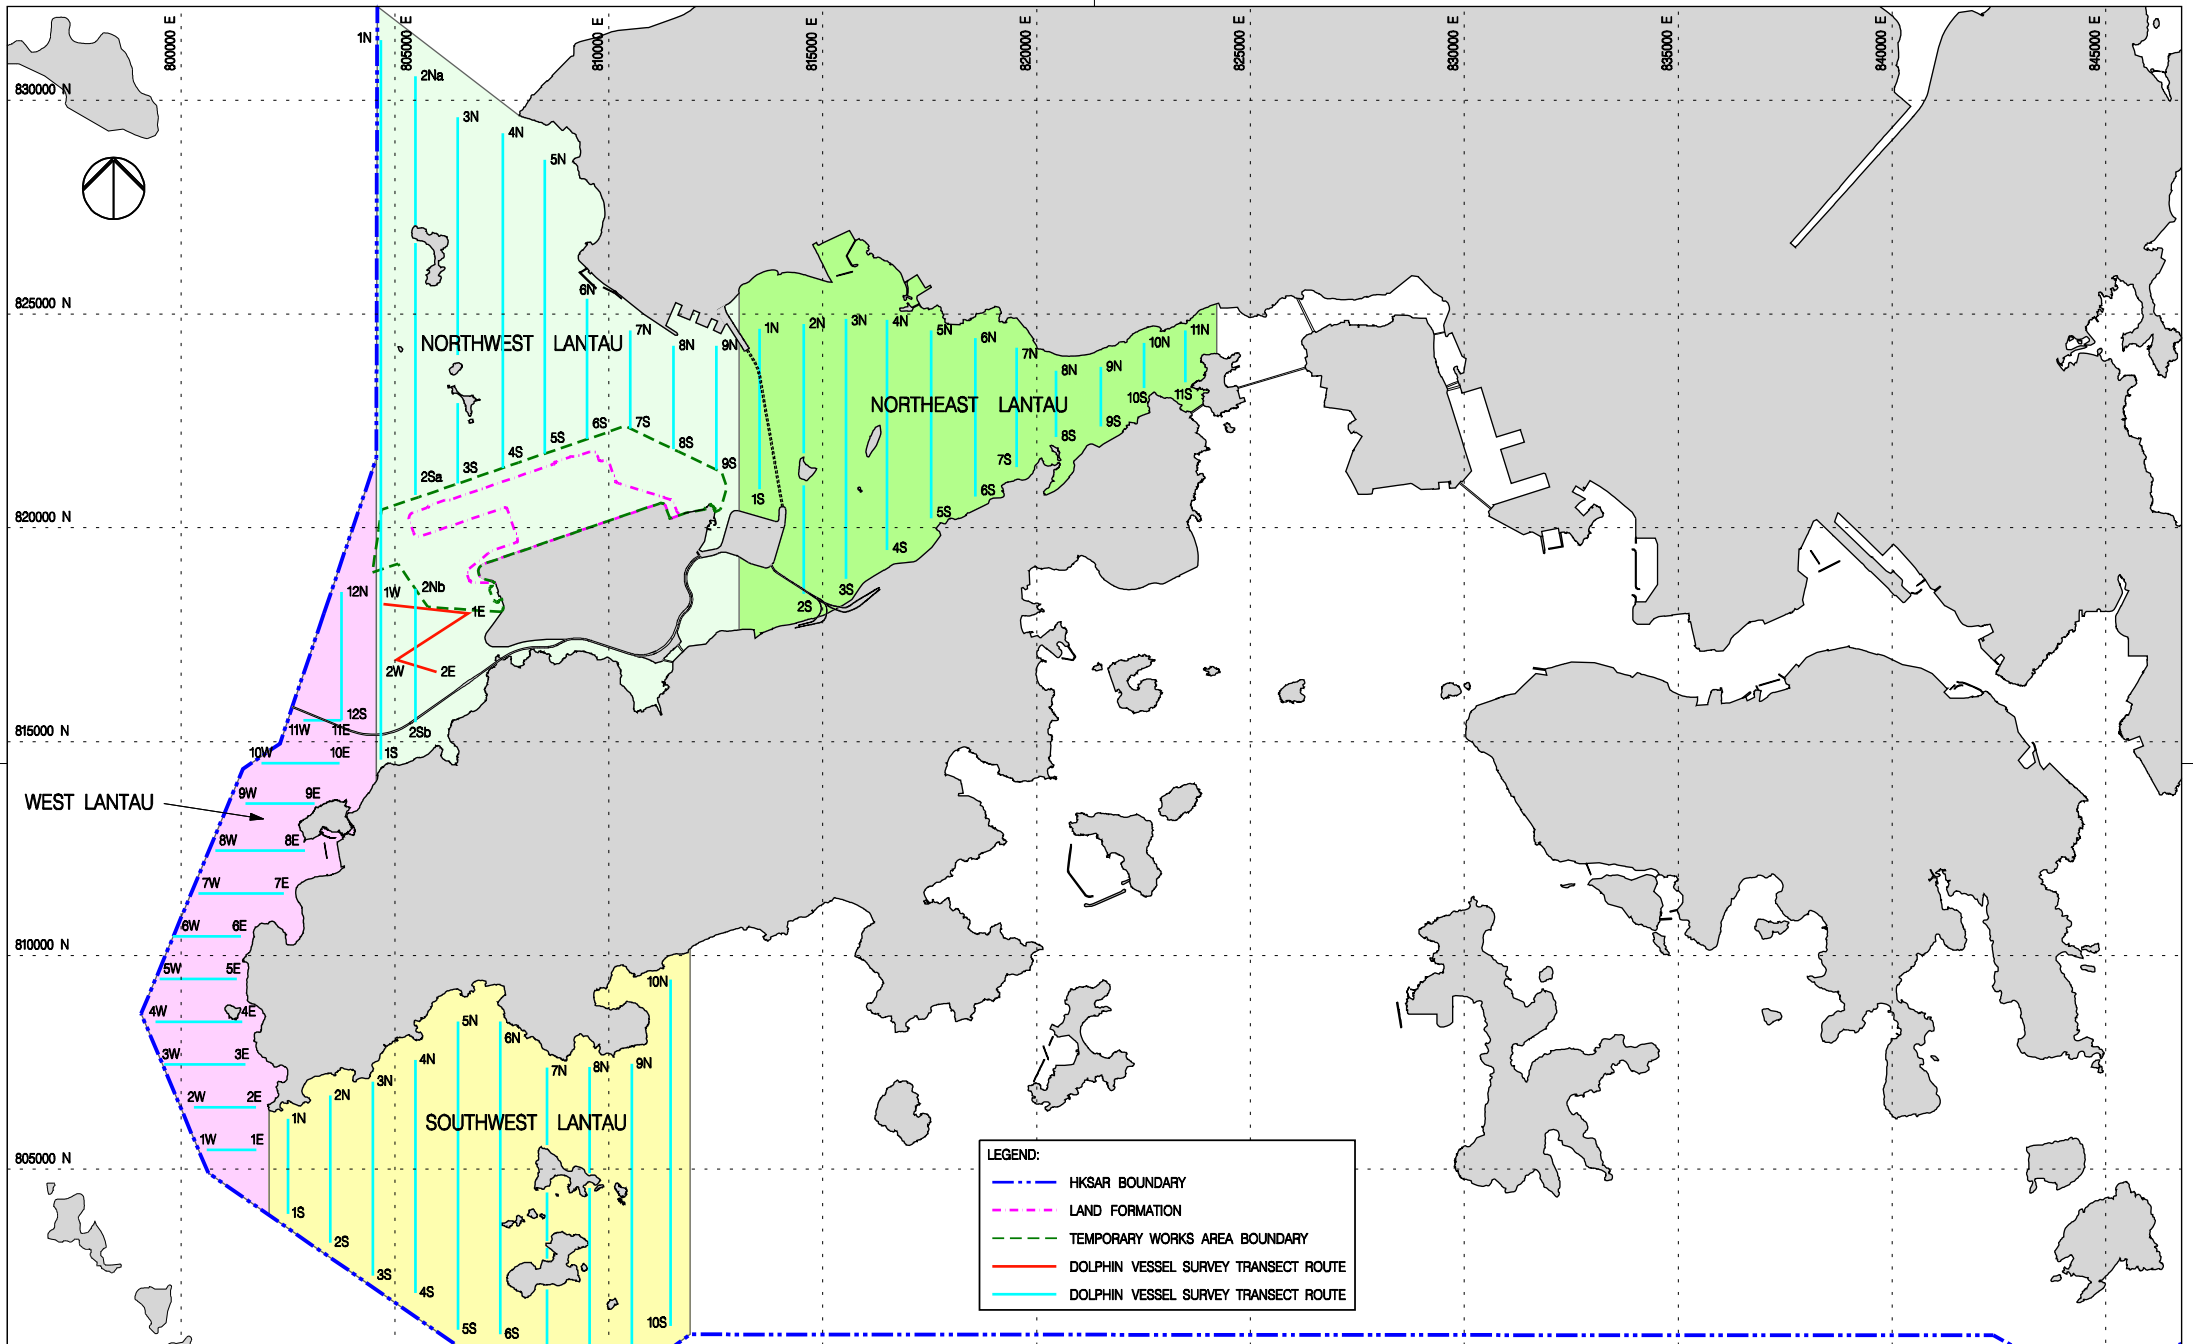 800000 E
805000 E
810000 E
815000 E
820000 E
825000 E
830000 E
835000 E
840000 E
845000 E
1N
2Na
830000 N
3N
4N
5N
6N
825000 N
7N
8N
9N
NORTHWEST LANTAU
1N
2N
3N
4N
5N
6N
7N
8N
9N
10N
11N
NORTHEAST LANTAU
10S
11S
2Sa
3S
4S
5S
6S
7S
8S
9S
1S
2S
3S
4S
5S
6S
7S
8S
9S
820000 N
12N
1W
2Nb
1E
2W
2E
12S
11W
11E
2Sb
1S
815000 N
10W
10E
9W
9E
WEST LANTAU
8W
8E
7W
7E
6W
6E
810000 N
5W
5E
4W
4E
3W
3E
2W
2E
1W
1E
805000 N
1N
2N
3N
4N
5N
6N
7N
8N
9N
10N
SOUTHWEST LANTAU
1S
2S
3S
4S
5S
6S
10S
LEGEND:
HKSAR BOUNDARY
LAND FORMATION
TEMPORARY WORKS AREA BOUNDARY
DOLPHIN VESSEL SURVEY TRANSECT ROUTE
DOLPHIN VESSEL SURVEY TRANSECT ROUTE